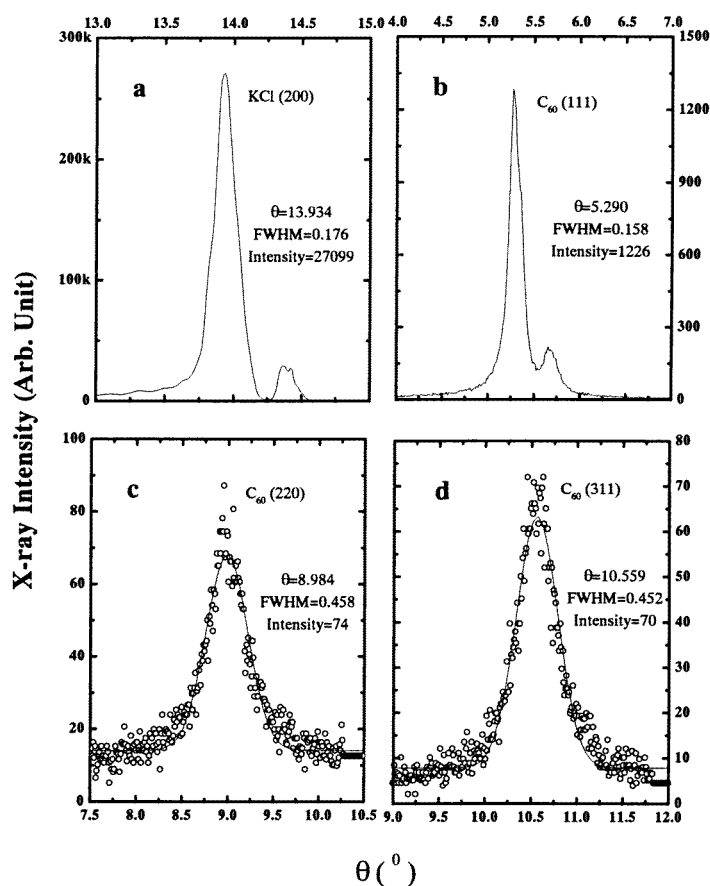 13.0 13.5 14.0 14.5 15.0
4.0 4.5 5.0 5.5 6.0 6.5 7.0
300k
200k
100k
0
a
KCl (200)
θ=13.934
FWHM=0.176
Intensity=27099
1500
1200
900
600
300
0
b
C60 (111)
θ=5.290
FWHM=0.158
Intensity=1226
X-ray Intensity (Arb. Unit)
100
80
60
40
20
0
c
C60 (220)
θ=8.984
FWHM=0.458
Intensity=74
7.5 8.0 8.5 9.0 9.5 10.0 10.5
80
70
60
50
40
30
20
10
0
d
C60 (311)
θ=10.559
FWHM=0.452
Intensity=70
9.0 9.5 10.0 10.5 11.0 11.5 12.0
θ (⁰)